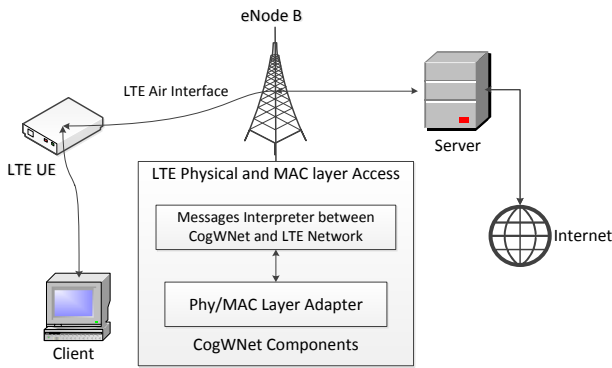 eNode B
LTE Air Interface
LTE UE
Server
LTE Physical and MAC layer Access
Messages Interpreter between
CogWNet and LTE Network
Internet
Phy/MAC Layer Adapter
CogWNet Components
Client